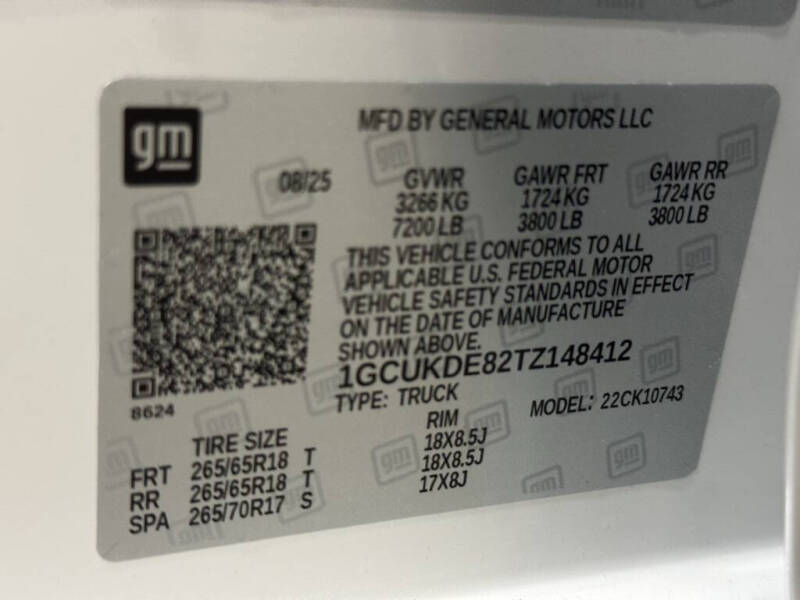 gm
MFD BY GENERAL MOTORS LLC
08/25
GVWR GAWR FRT GAWR RR
3266 KG 1724 KG 1724 KG
7200 LB 3800 LB 3800 LB
THIS VEHICLE CONFORMS TO ALL
APPLICABLE U.S. FEDERAL MOTOR
VEHICLE SAFETY STANDARDS IN EFFECT
ON THE DATE OF MANUFACTURE
SHOWN ABOVE.
1GCUKDE82TZ148412
TYPE: TRUCK MODEL: 22CK10743
8624
TIRE SIZE RIM
FRT 265/65R18 T 18X8.5J
RR 265/65R18 T 18X8.5J
SPA 265/70R17 S 17X8J